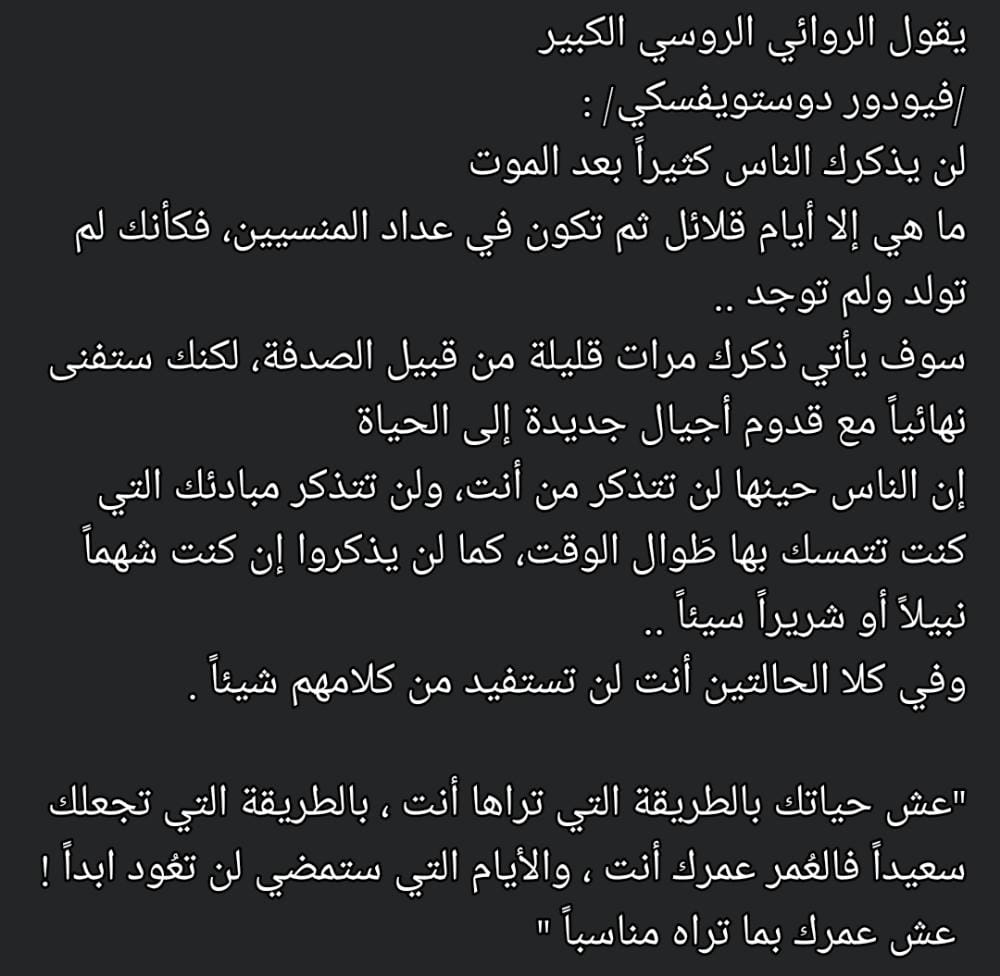 يقول الروائي الروسي الكبير
/فيودور دوستويفسكي/ :
لن يذكرك الناس كثيراً بعد الموت
ما هي إلا أيام قلائل ثم تكون في عداد المنسيين، فكأنك لم
تولد ولم توجد ..
سوف يأتي ذكرك مرات قليلة من قبيل الصدفة، لكنك ستفنى
نهائياً مع قدوم أجيال جديدة إلى الحياة
إن الناس حينها لن تتذكر من أنت، ولن تتذكر مبادئك التي
كنت تتمسك بها طَوال الوقت، كما لن يذكروا إن كنت شهماً
نبيلاً أو شريراً سيئاً ..
وفي كلا الحالتين أنت لن تستفيد من كلامهم شيئاً .
"عش حياتك بالطريقة التي تراها أنت ، بالطريقة التي تجعلك
سعيداً فالعُمر عمرك أنت ، والأيام التي ستمضي لن تعُود ابداً !
عش عمرك بما تراه مناسباً "